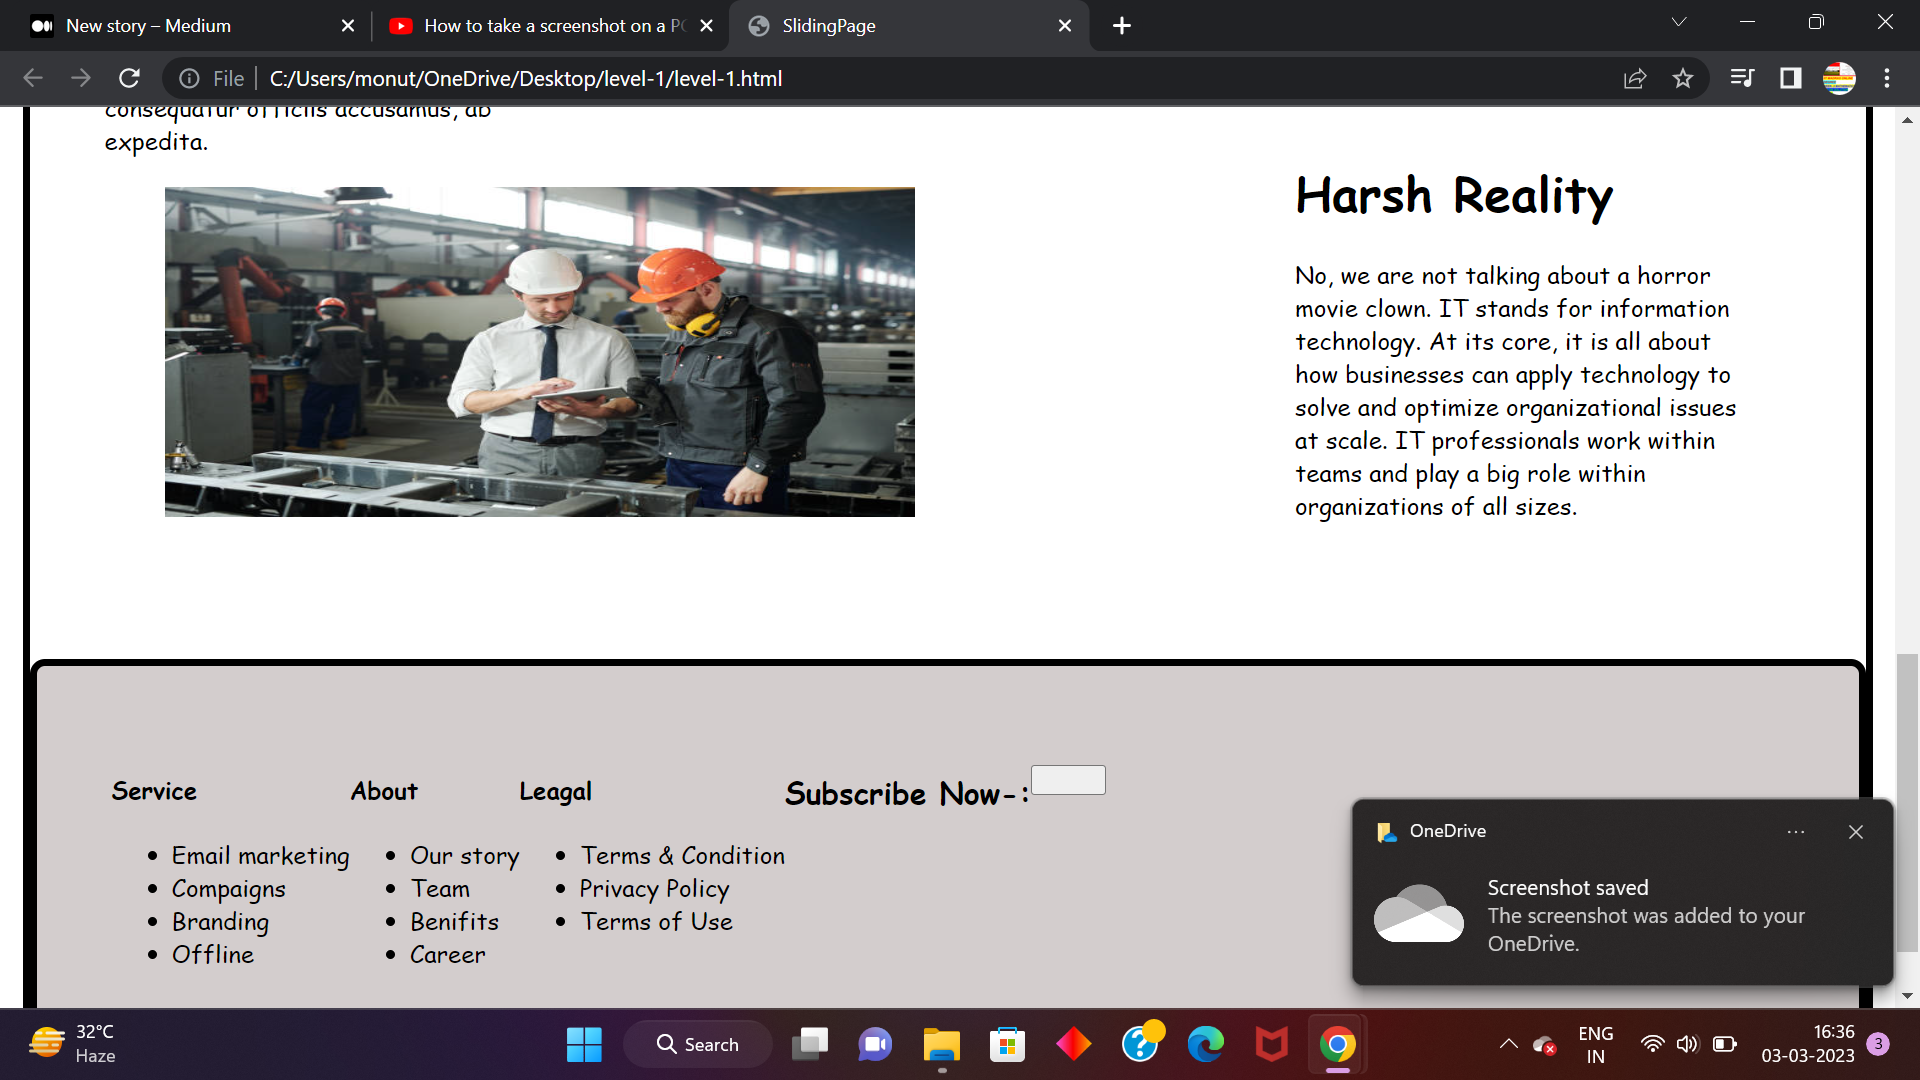 New story – Medium
How to take a screenshot on a PC
SlidingPage
File
C:/Users/monut/OneDrive/Desktop/level-1/level-1.html
consequatur officiis accusamus, ab
expedita.
Harsh Reality
No, we are not talking about a horror
movie clown. IT stands for information
technology. At its core, it is all about
how businesses can apply technology to
solve and optimize organizational issues
at scale. IT professionals work within
teams and play a big role within
organizations of all sizes.
Service
Email marketing
Compaigns
Branding
Offline
About
Our story
Team
Benifits
Career
Leagal
Terms & Condition
Privacy Policy
Terms of Use
Subscribe Now-:
OneDrive
Screenshot saved
The screenshot was added to your
OneDrive.
32°C
Haze
Search
ENG
IN
16:36
03-03-2023
3